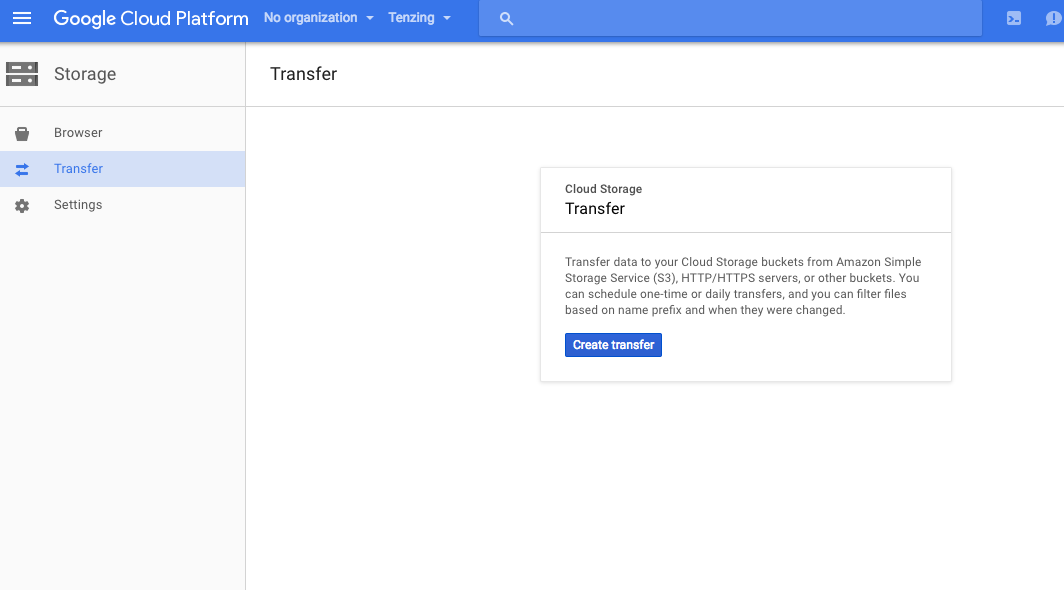 Google Cloud Platform No organization Tenzing
Storage
Transfer
Browser
Transfer
Settings
Cloud Storage
Transfer
Transfer data to your Cloud Storage buckets from Amazon Simple
Storage Service (S3), HTTP/HTTPS servers, or other buckets. You
can schedule one-time or daily transfers, and you can filter files
based on name prefix and when they were changed.
Create transfer